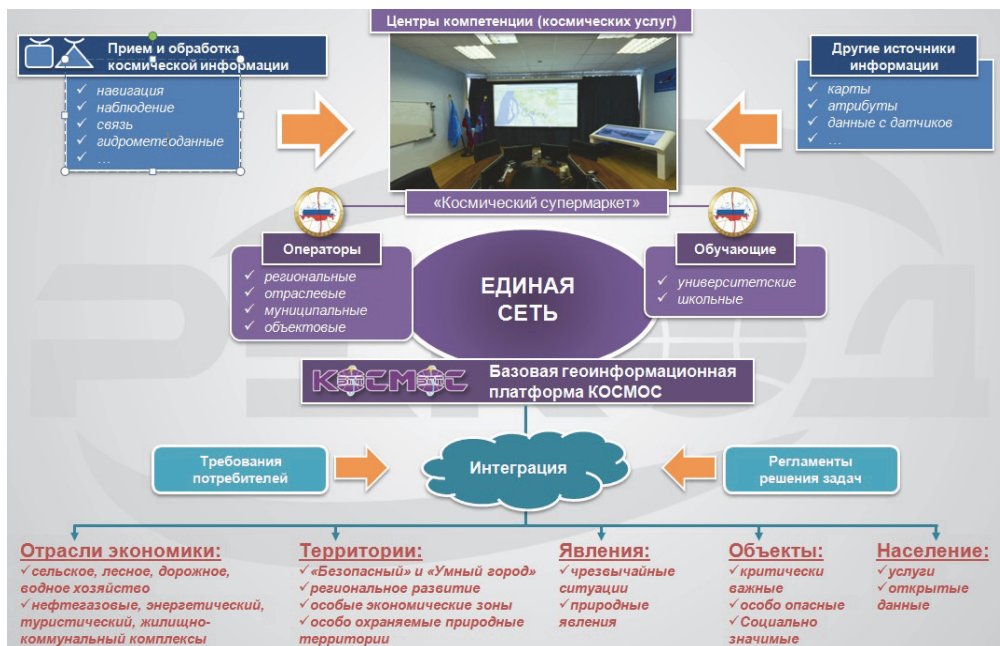 Центры компетенции (космических услуг)
Прием и обработка
космической информации
навигация
наблюдение
связь
гидрометеоданные
...
Другие источники
информации
карты
атрибуты
данные с датчиков
...
«Космический супермаркет»
Операторы
региональные
отраслевые
муниципальные
объектовые
Обучающие
университетские
школьные
ЕДИНАЯ
СЕТЬ
КОСМОС
Базовая геоинформационная
платформа КОСМОС
Требования
потребителей
Интеграция
Регламенты
решения задач
Отрасли экономики:
сельское, лесное, дорожное,
водное хозяйство
нефтегазовые, энергетический,
туристический, жилищно-
коммунальный комплексы
Территории:
«Безопасный» и «Умный город»
региональное развитие
особые экономические зоны
особо охраняемые природные
территории
Явления:
чрезвычайные
ситуации
природные
явления
Объекты:
критически
важные
особо опасные
Социально
значимые
Население:
услуги
открытые
данные
РЕКОД